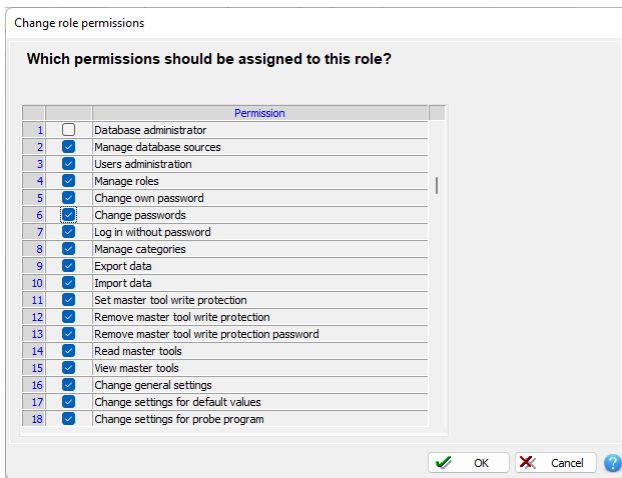 Change role permissions
Which permissions should be assigned to this role?
Permission
1 Database administrator
2 Manage database sources
3 Users administration
4 Manage roles
5 Change own password
6 Change passwords
7 Log in without password
8 Manage categories
9 Export data
10 Import data
11 Set master tool write protection
12 Remove master tool write protection
13 Remove master tool write protection password
14 Read master tools
15 View master tools
16 Change general settings
17 Change settings for default values
18 Change settings for probe program
OK Cancel ?